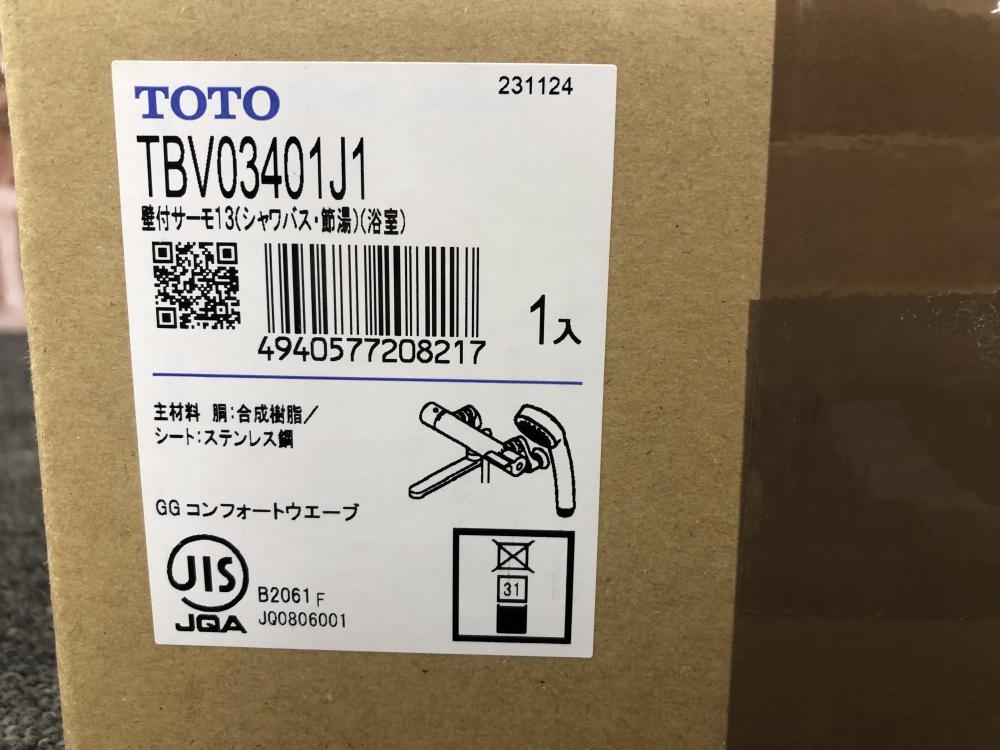 TOTO
231124
TBV03401J1
壁付サーモ13(シャワバス・節湯)(浴室)
4940577208217
1入
主材料 胴:合成樹脂/
シート:ステンレス鋼
GG コンフォートウエーブ
JIS
JQA
B2061 F
JQ0806001
31